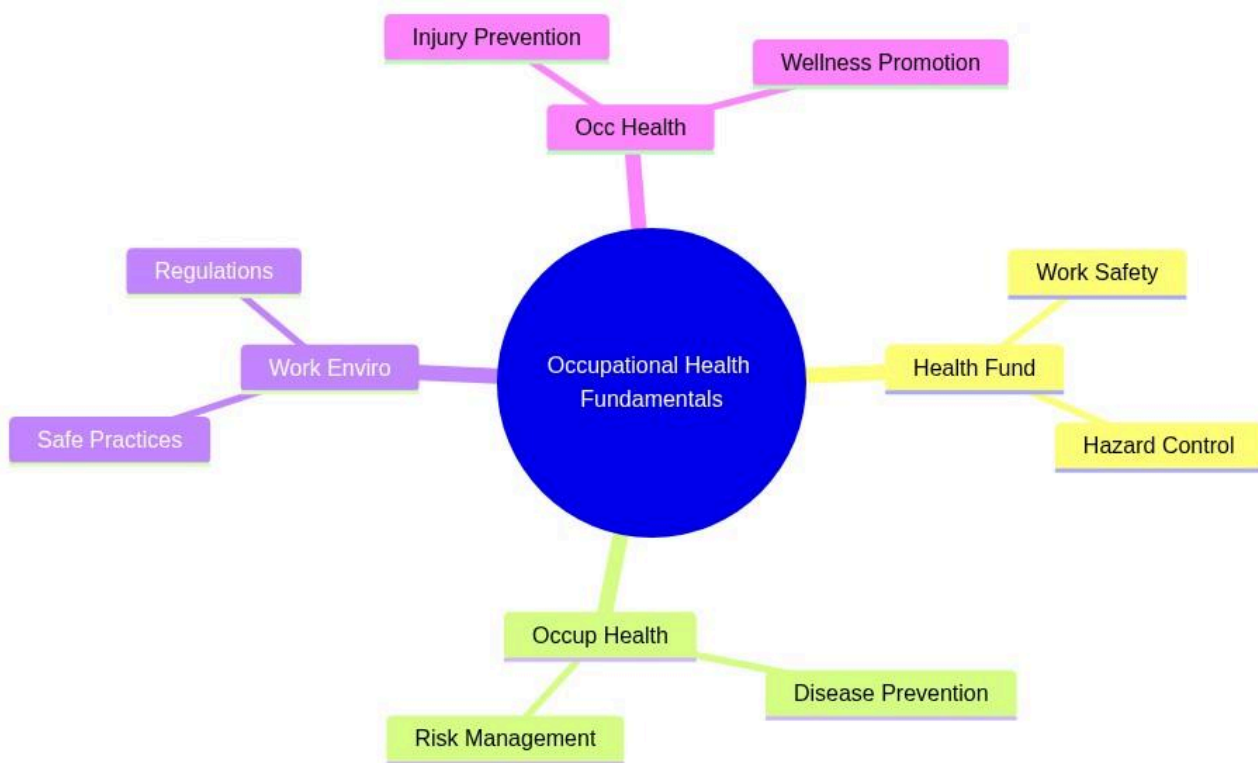 Injury Prevention
Wellness Promotion
Occ Health
Regulations
Work Safety
Work Enviro
Occupational Health
Fundamentals
Health Fund
Safe Practices
Hazard Control
Occup Health
Disease Prevention
Risk Management